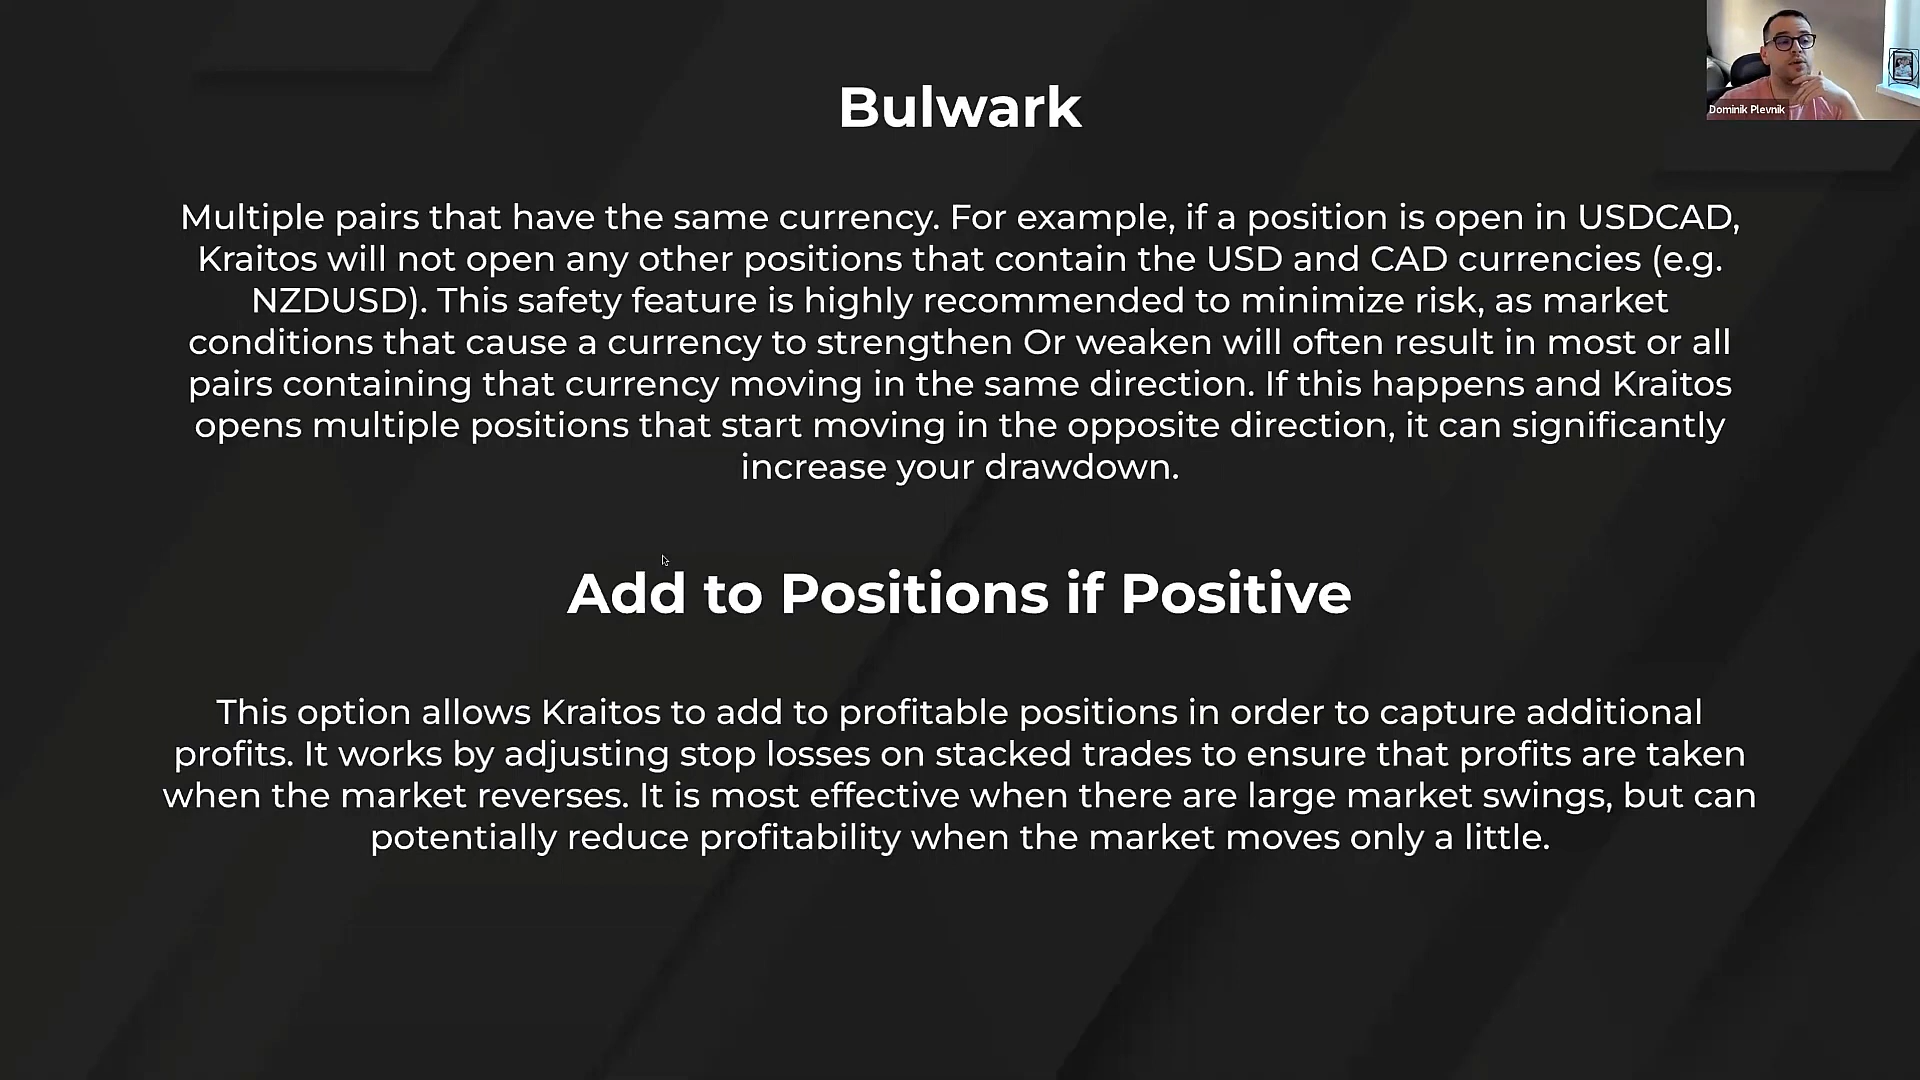 Bulwark
Dominik Plevnik
Multiple pairs that have the same currency. For example, if a position is open in USDCAD,
Kraitos will not open any other positions that contain the USD and CAD currencies (e.g.
NZDUSD). This safety feature is highly recommended to minimize risk, as market
conditions that cause a currency to strengthen Or weaken will often result in most or all
pairs containing that currency moving in the same direction. If this happens and Kraitos
opens multiple positions that start moving in the opposite direction, it can significantly
increase your drawdown.
Add to Positions if Positive
This option allows Kraitos to add to profitable positions in order to capture additional
profits. It works by adjusting stop losses on stacked trades to ensure that profits are taken
when the market reverses. It is most effective when there are large market swings, but can
potentially reduce profitability when the market moves only a little.